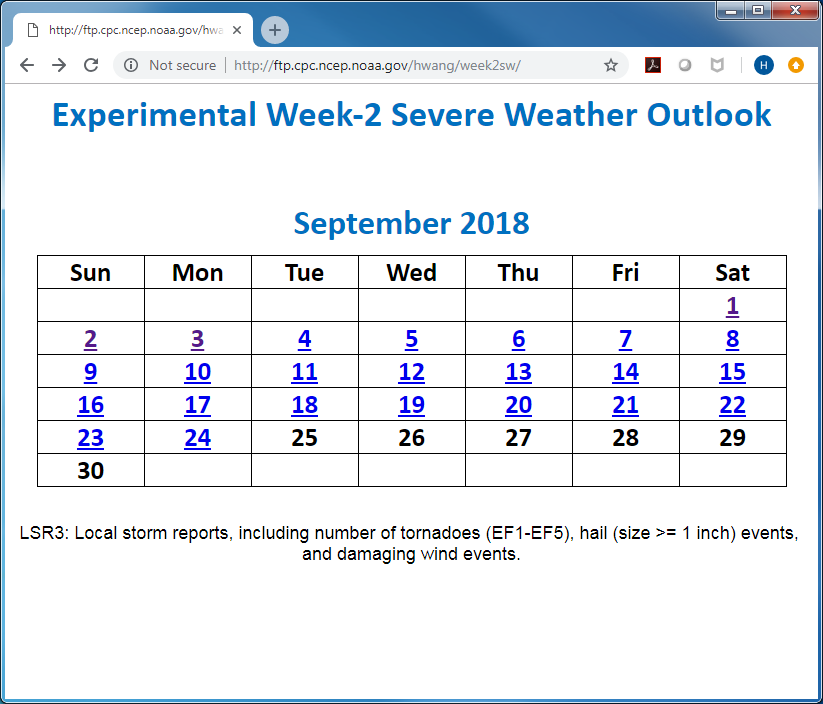 http://ftp.cpc.ncep.noaa.gov/hwa
Not secure http://ftp.cpc.ncep.noaa.gov/hwang/week2sw/
H
Experimental Week-2 Severe Weather Outlook
September 2018
Sun Mon Tue Wed Thu Fri Sat
1
2 3 4 5 6 7 8
9 10 11 12 13 14 15
16 17 18 19 20 21 22
23 24 25 26 27 28 29
30
LSR3: Local storm reports, including number of tornadoes (EF1-EF5), hail (size >= 1 inch) events,
and damaging wind events.